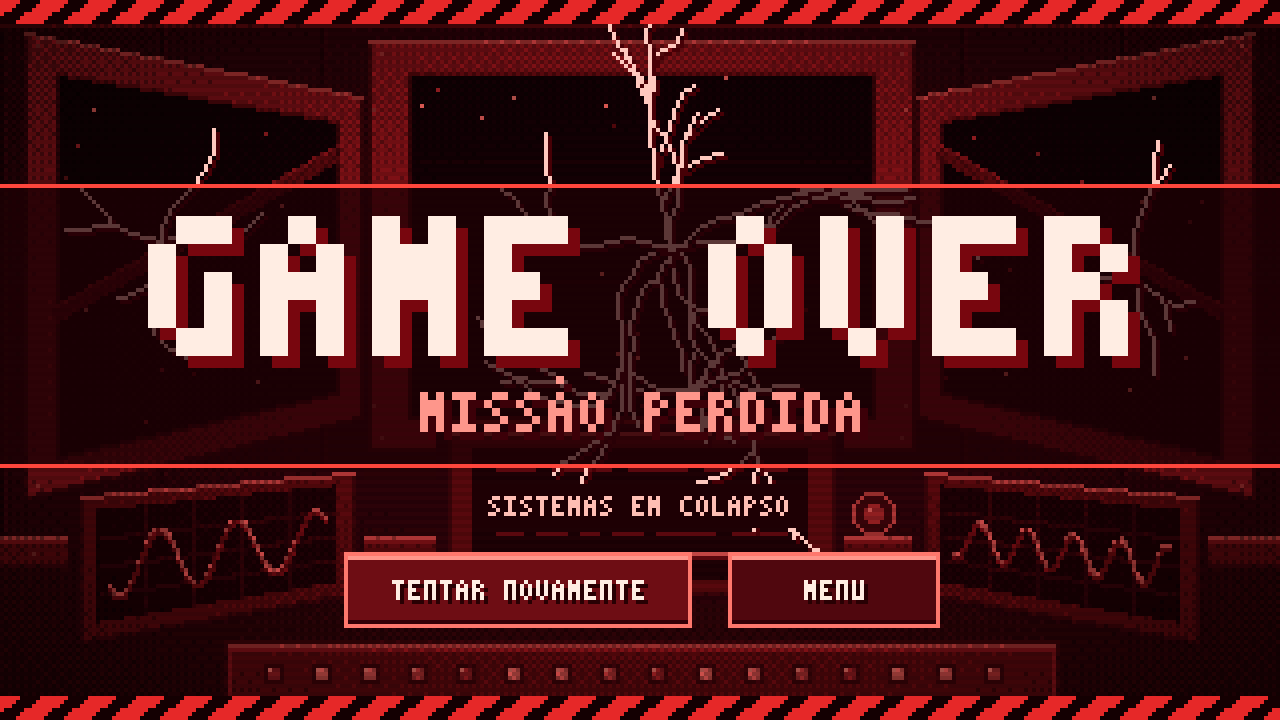 GAME OVER
MISSÃO PERDIDA
SISTEMAS EM COLAPSO
TENTAR NOVAMENTE
MENU